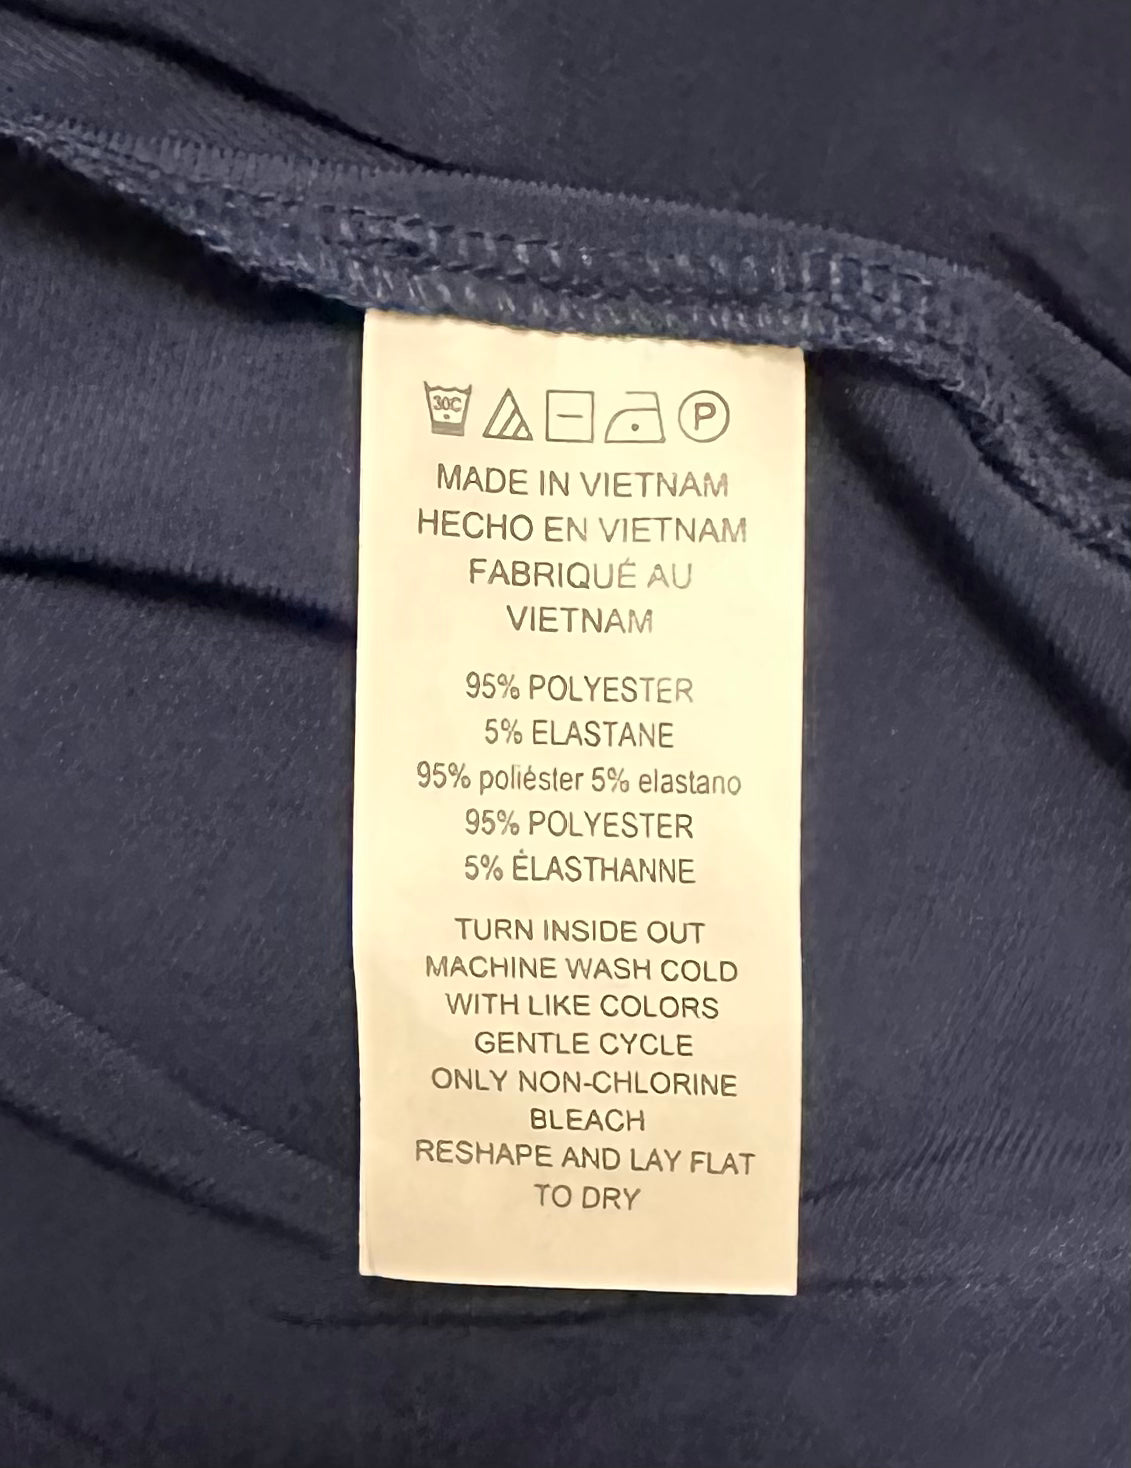 30C P
MADE IN VIETNAM
HECHO EN VIETNAM
FABRIQUÉ AU
VIETNAM
95% POLYESTER
5% ELASTANE
95% poliéster 5% elastano
95% POLYESTER
5% ÉLASTHANNE
TURN INSIDE OUT
MACHINE WASH COLD
WITH LIKE COLORS
GENTLE CYCLE
ONLY NON-CHLORINE
BLEACH
RESHAPE AND LAY FLAT
TO DRY